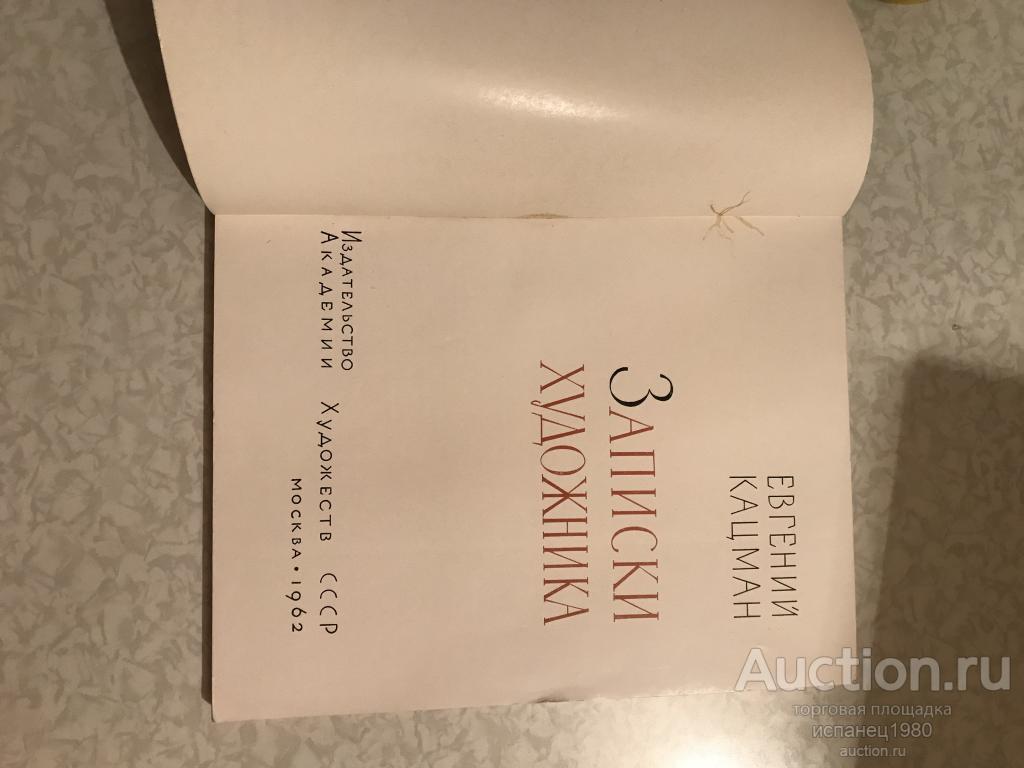 ЕВГЕНИЙ
КАЦМАН
ЗАПИСКИ
ХУДОЖНИКА
ИЗДАТЕЛЬСТВО
АКАДЕМИИ ХУДОЖЕСТВ СССР
МОСКВА • 1962
Auction.ru
торговая площадка
испанец1980
auction.ru